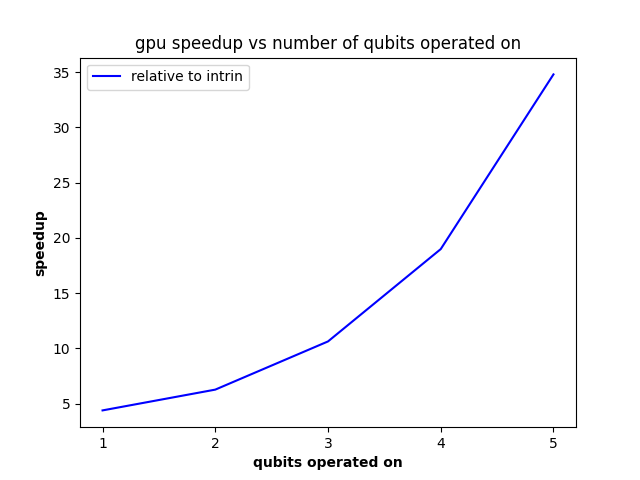 gpu speedup vs number of qubits operated on
relative to intrin
35
30
25
20
15
10
5
speedup
1 2 3 4 5
qubits operated on